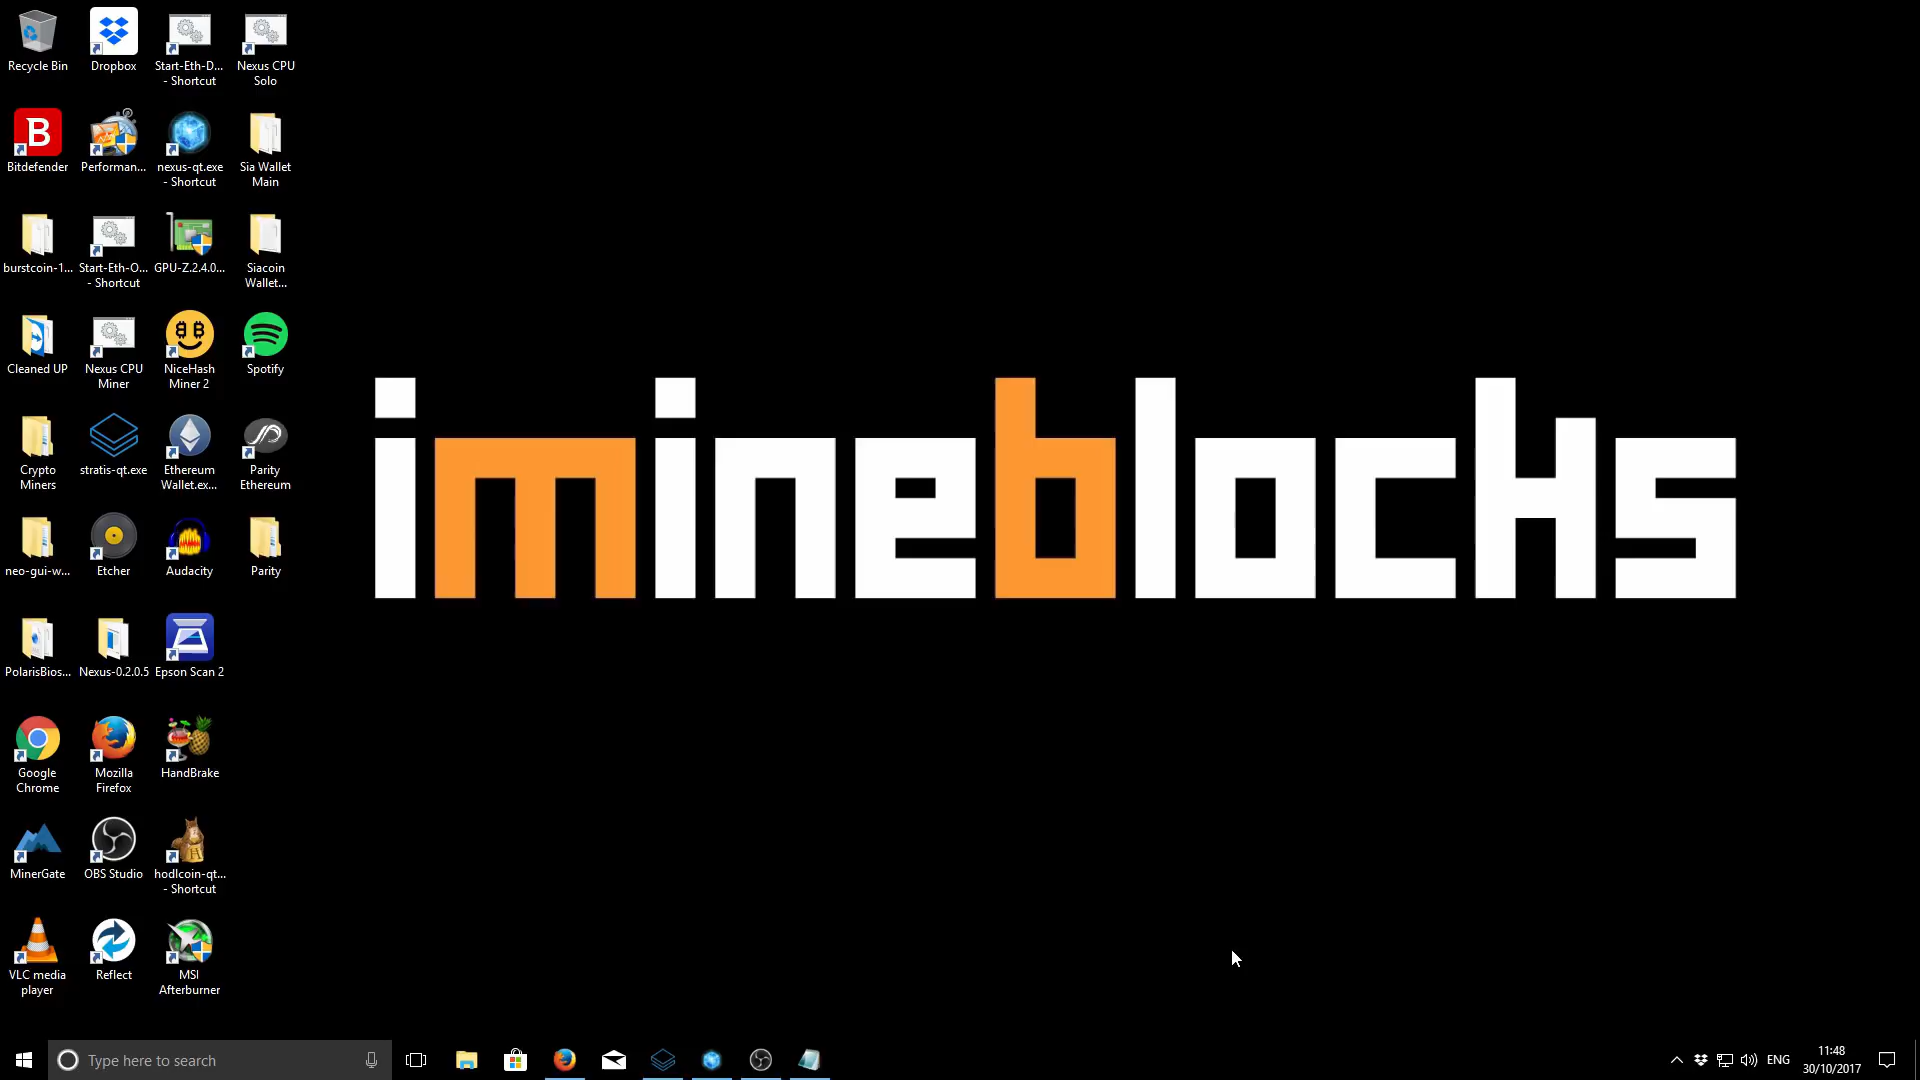 Recycle Bin
Dropbox
Start-Eth-D...
- Shortcut
Nexus CPU
Solo
B
Bitdefender
Performan...
nexus-qt.exe
- Shortcut
Sia Wallet
Main
burstcoin-1...
Start-Eth-O...
- Shortcut
GPU-Z.2.4.0...
Siacoin
Wallet...
Cleaned UP
Nexus CPU
Miner
NiceHash
Miner 2
Spotify
Crypto
Miners
stratis-qt.exe
Ethereum
Wallet.ex...
Parity
Ethereum
imineblocks
neo-gui-w...
Etcher
Audacity
Parity
PolarisBios...
Nexus-0.2.0.5
Epson Scan 2
Google
Chrome
Mozilla
Firefox
HandBrake
MinerGate
OBS Studio
hodlcoin-qt...
- Shortcut
VLC media
player
Reflect
MSI
Afterburner
Type here to search
ENG
11:48
30/10/2017